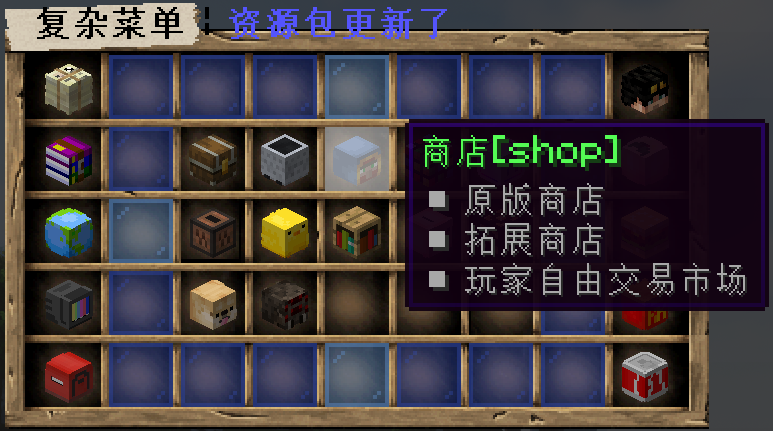 复杂菜单
资源包更新了
商店[shop]
■ 原版商店
■ 拓展商店
■ 玩家自由交易市场